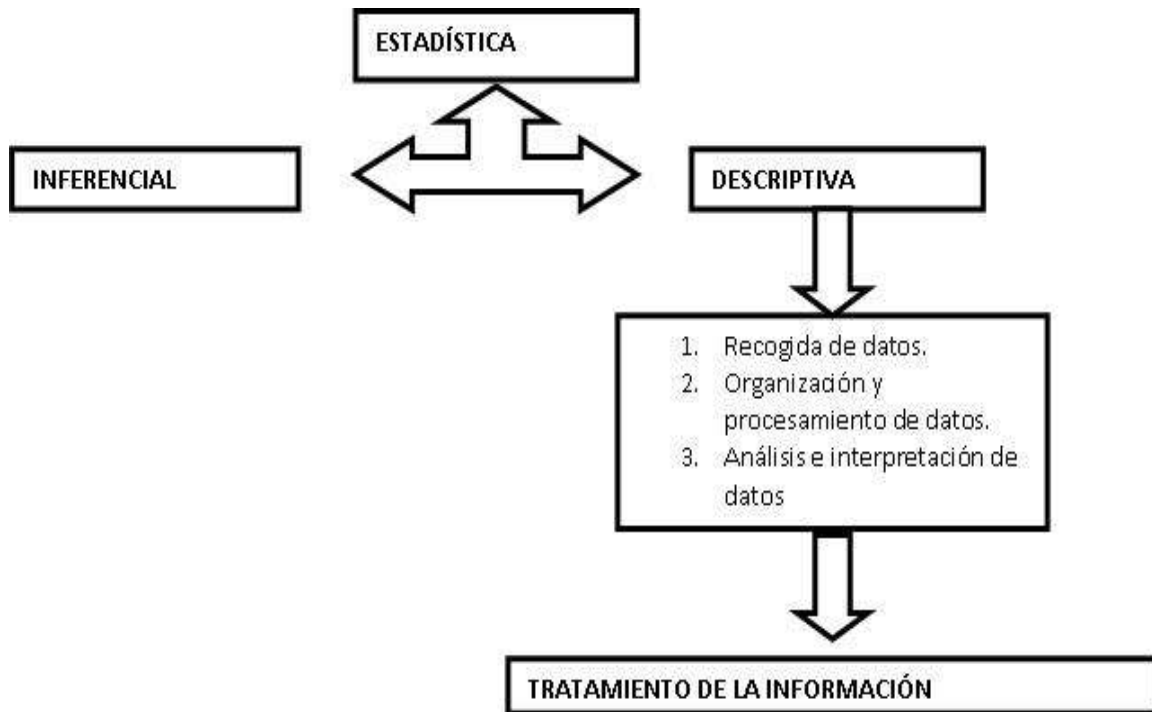 ESTADÍSTICA
INFERENCIAL
DESCRIPTIVA
1. Recogida de datos.
2. Organización y
procesamiento de datos.
3. Análisis e interpretación de
datos
TRATAMIENTO DE LA INFORMACIÓN